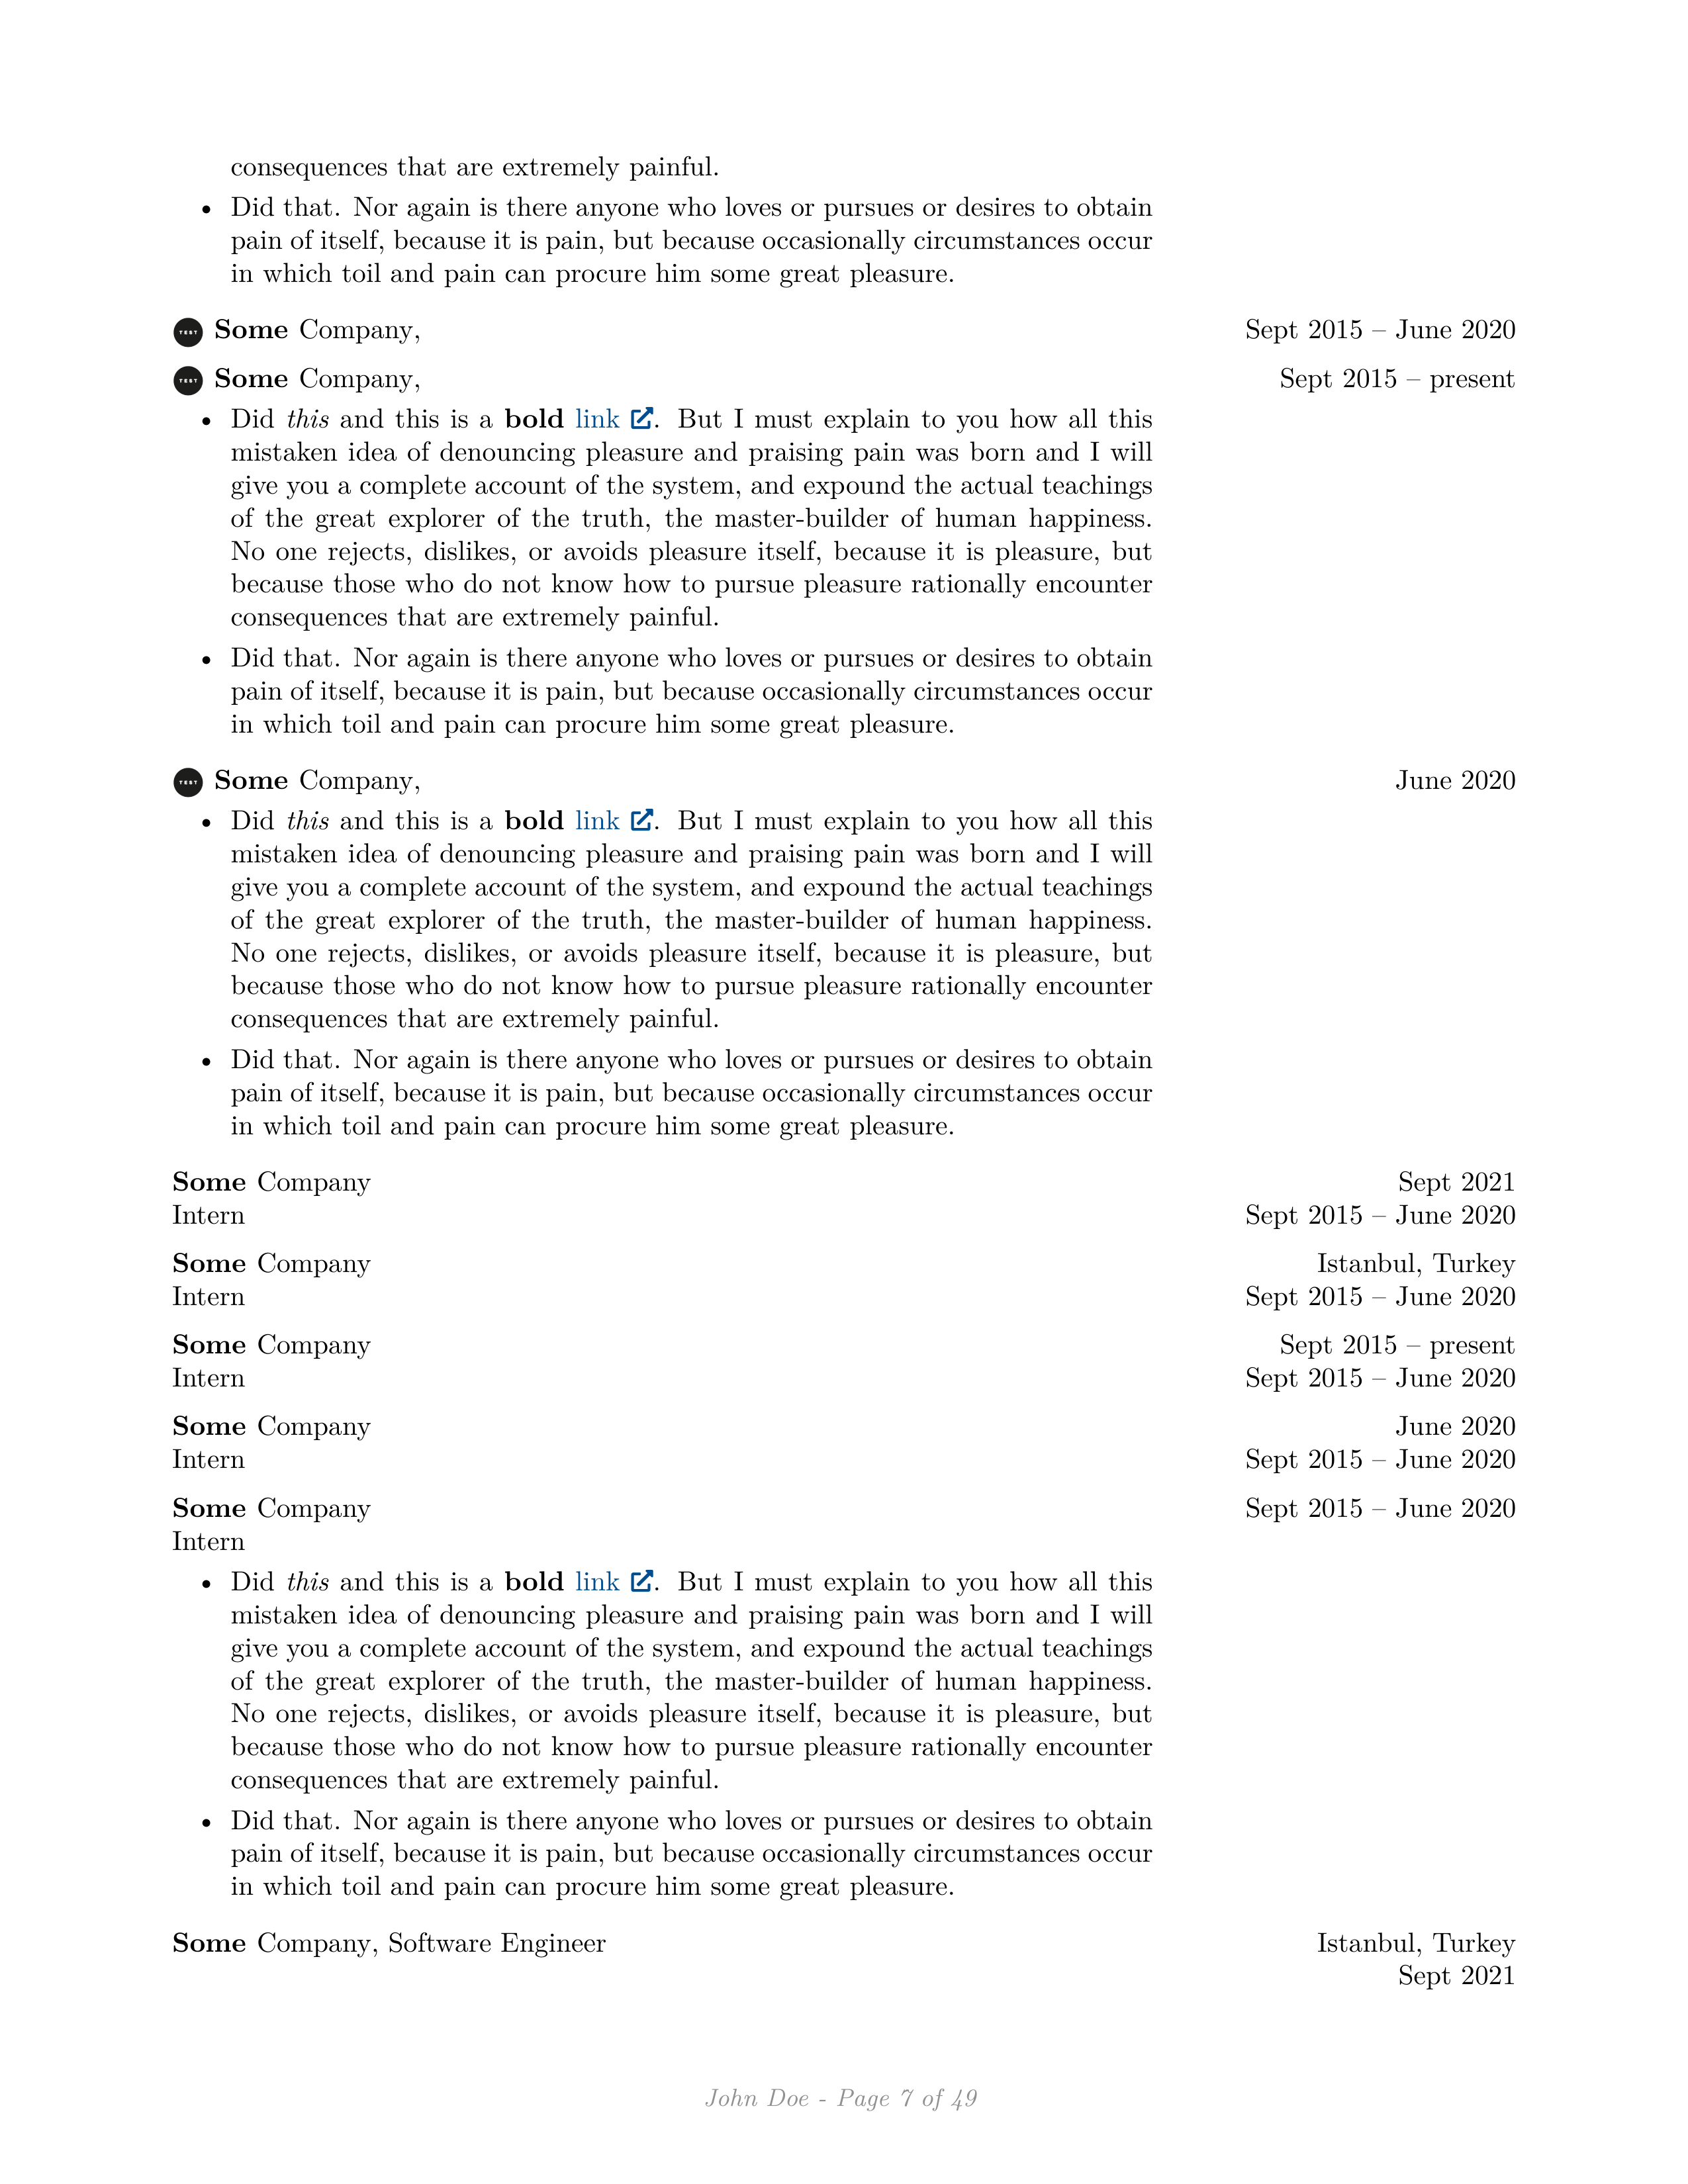 consequences that are extremely painful.
• Did that. Nor again is there anyone who loves or pursues or desires to obtain
pain of itself, because it is pain, but because occasionally circumstances occur
in which toil and pain can procure him some great pleasure.
TEST Some Company, Sept 2015 – June 2020
TEST Some Company, Sept 2015 – present
• Did this and this is a bold link. But I must explain to you how all this
mistaken idea of denouncing pleasure and praising pain was born and I will
give you a complete account of the system, and expound the actual teachings
of the great explorer of the truth, the master-builder of human happiness.
No one rejects, dislikes, or avoids pleasure itself, because it is pleasure, but
because those who do not know how to pursue pleasure rationally encounter
consequences that are extremely painful.
• Did that. Nor again is there anyone who loves or pursues or desires to obtain
pain of itself, because it is pain, but because occasionally circumstances occur
in which toil and pain can procure him some great pleasure.
TEST Some Company, June 2020
• Did this and this is a bold link. But I must explain to you how all this
mistaken idea of denouncing pleasure and praising pain was born and I will
give you a complete account of the system, and expound the actual teachings
of the great explorer of the truth, the master-builder of human happiness.
No one rejects, dislikes, or avoids pleasure itself, because it is pleasure, but
because those who do not know how to pursue pleasure rationally encounter
consequences that are extremely painful.
• Did that. Nor again is there anyone who loves or pursues or desires to obtain
pain of itself, because it is pain, but because occasionally circumstances occur
in which toil and pain can procure him some great pleasure.
Some Company Sept 2021
Intern Sept 2015 – June 2020
Some Company Istanbul, Turkey
Intern Sept 2015 – June 2020
Some Company Sept 2015 – present
Intern Sept 2015 – June 2020
Some Company June 2020
Intern Sept 2015 – June 2020
Some Company Sept 2015 – June 2020
Intern
• Did this and this is a bold link. But I must explain to you how all this
mistaken idea of denouncing pleasure and praising pain was born and I will
give you a complete account of the system, and expound the actual teachings
of the great explorer of the truth, the master-builder of human happiness.
No one rejects, dislikes, or avoids pleasure itself, because it is pleasure, but
because those who do not know how to pursue pleasure rationally encounter
consequences that are extremely painful.
• Did that. Nor again is there anyone who loves or pursues or desires to obtain
pain of itself, because it is pain, but because occasionally circumstances occur
in which toil and pain can procure him some great pleasure.
Some Company, Software Engineer Istanbul, Turkey
Sept 2021
John Doe - Page 7 of 49